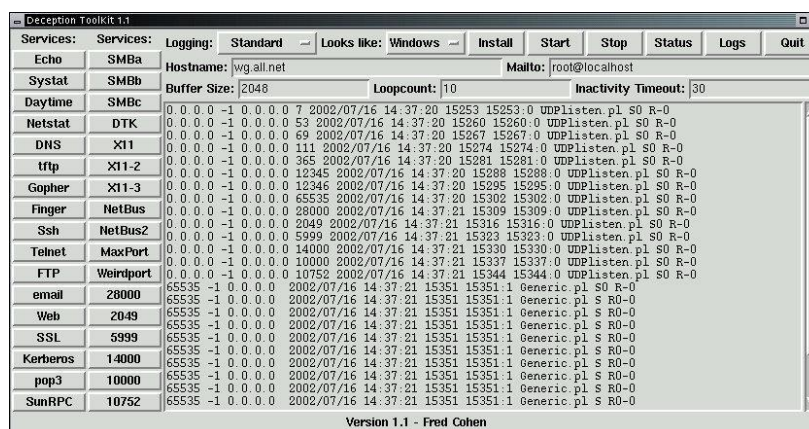 Deception ToolKit 1.1
Services: Services: Logging: Standard Looks like: Windows Install Start Stop Status Logs Quit
Echo SMBa Hostname: wg.all.net Mailto: root@localhost
Systat SMBb Buffer Size: 2048 Loopcount: 10 Inactivity Timeout: 30
Daytime SMBc
Netstat DTK
DNS X11
tftp X11-2
Gopher X11-3
Finger NetBus
Ssh NetBus2
Telnet MaxPort
FTP Weirdport
email 28000
Web 2049
SSL 5999
Kerberos 14000
pop3 10000
SunRPC 10752
0.0.0.0 -1 0.0.0.0 7 2002/07/16 14:37:20 15253 15253:0 UDPlisten.pl S0 R-0
0.0.0.0 -1 0.0.0.0 53 2002/07/16 14:37:20 15260 15260:0 UDPlisten.pl S0 R-0
0.0.0.0 -1 0.0.0.0 69 2002/07/16 14:37:20 15267 15267:0 UDPlisten.pl S0 R-0
0.0.0.0 -1 0.0.0.0 111 2002/07/16 14:37:20 15274 15274:0 UDPlisten.pl S0 R-0
0.0.0.0 -1 0.0.0.0 365 2002/07/16 14:37:20 15281 15281:0 UDPlisten.pl S0 R-0
0.0.0.0 -1 0.0.0.0 12345 2002/07/16 14:37:20 15288 15288:0 UDPlisten.pl S0 R-0
0.0.0.0 -1 0.0.0.0 12346 2002/07/16 14:37:20 15295 15295:0 UDPlisten.pl S0 R-0
0.0.0.0 -1 0.0.0.0 65535 2002/07/16 14:37:20 15302 15302:0 UDPlisten.pl S0 R-0
0.0.0.0 -1 0.0.0.0 28000 2002/07/16 14:37:21 15309 15309:0 UDPlisten.pl S0 R-0
0.0.0.0 -1 0.0.0.0 2049 2002/07/16 14:37:21 15316 15316:0 UDPlisten.pl S0 R-0
0.0.0.0 -1 0.0.0.0 5999 2002/07/16 14:37:21 15323 15323:0 UDPlisten.pl S0 R-0
0.0.0.0 -1 0.0.0.0 14000 2002/07/16 14:37:21 15330 15330:0 UDPlisten.pl S0 R-0
0.0.0.0 -1 0.0.0.0 10000 2002/07/16 14:37:21 15337 15337:0 UDPlisten.pl S0 R-0
0.0.0.0 -1 0.0.0.0 10752 2002/07/16 14:37:21 15344 15344:0 UDPlisten.pl S0 R-0
65535 -1 0.0.0.0 2002/07/16 14:37:21 15351 15351:1 Generic.pl S0 R-0
65535 -1 0.0.0.0 2002/07/16 14:37:21 15351 15351:1 Generic.pl S R0-0
65535 -1 0.0.0.0 2002/07/16 14:37:21 15351 15351:1 Generic.pl S R0-0
65535 -1 0.0.0.0 2002/07/16 14:37:21 15351 15351:1 Generic.pl S R0-0
65535 -1 0.0.0.0 2002/07/16 14:37:21 15351 15351:1 Generic.pl S R0-0
65535 -1 0.0.0.0 2002/07/16 14:37:21 15351 15351:1 Generic.pl S R0-0
65535 -1 0.0.0.0 2002/07/16 14:37:21 15351 15351:1 Generic.pl S R0-0
65535 -1 0.0.0.0 2002/07/16 14:37:21 15351 15351:1 Generic.pl S R0-0
65535 -1 0.0.0.0 2002/07/16 14:37:21 15351 15351:1 Generic.pl S R0-0
Version 1.1 - Fred Cohen